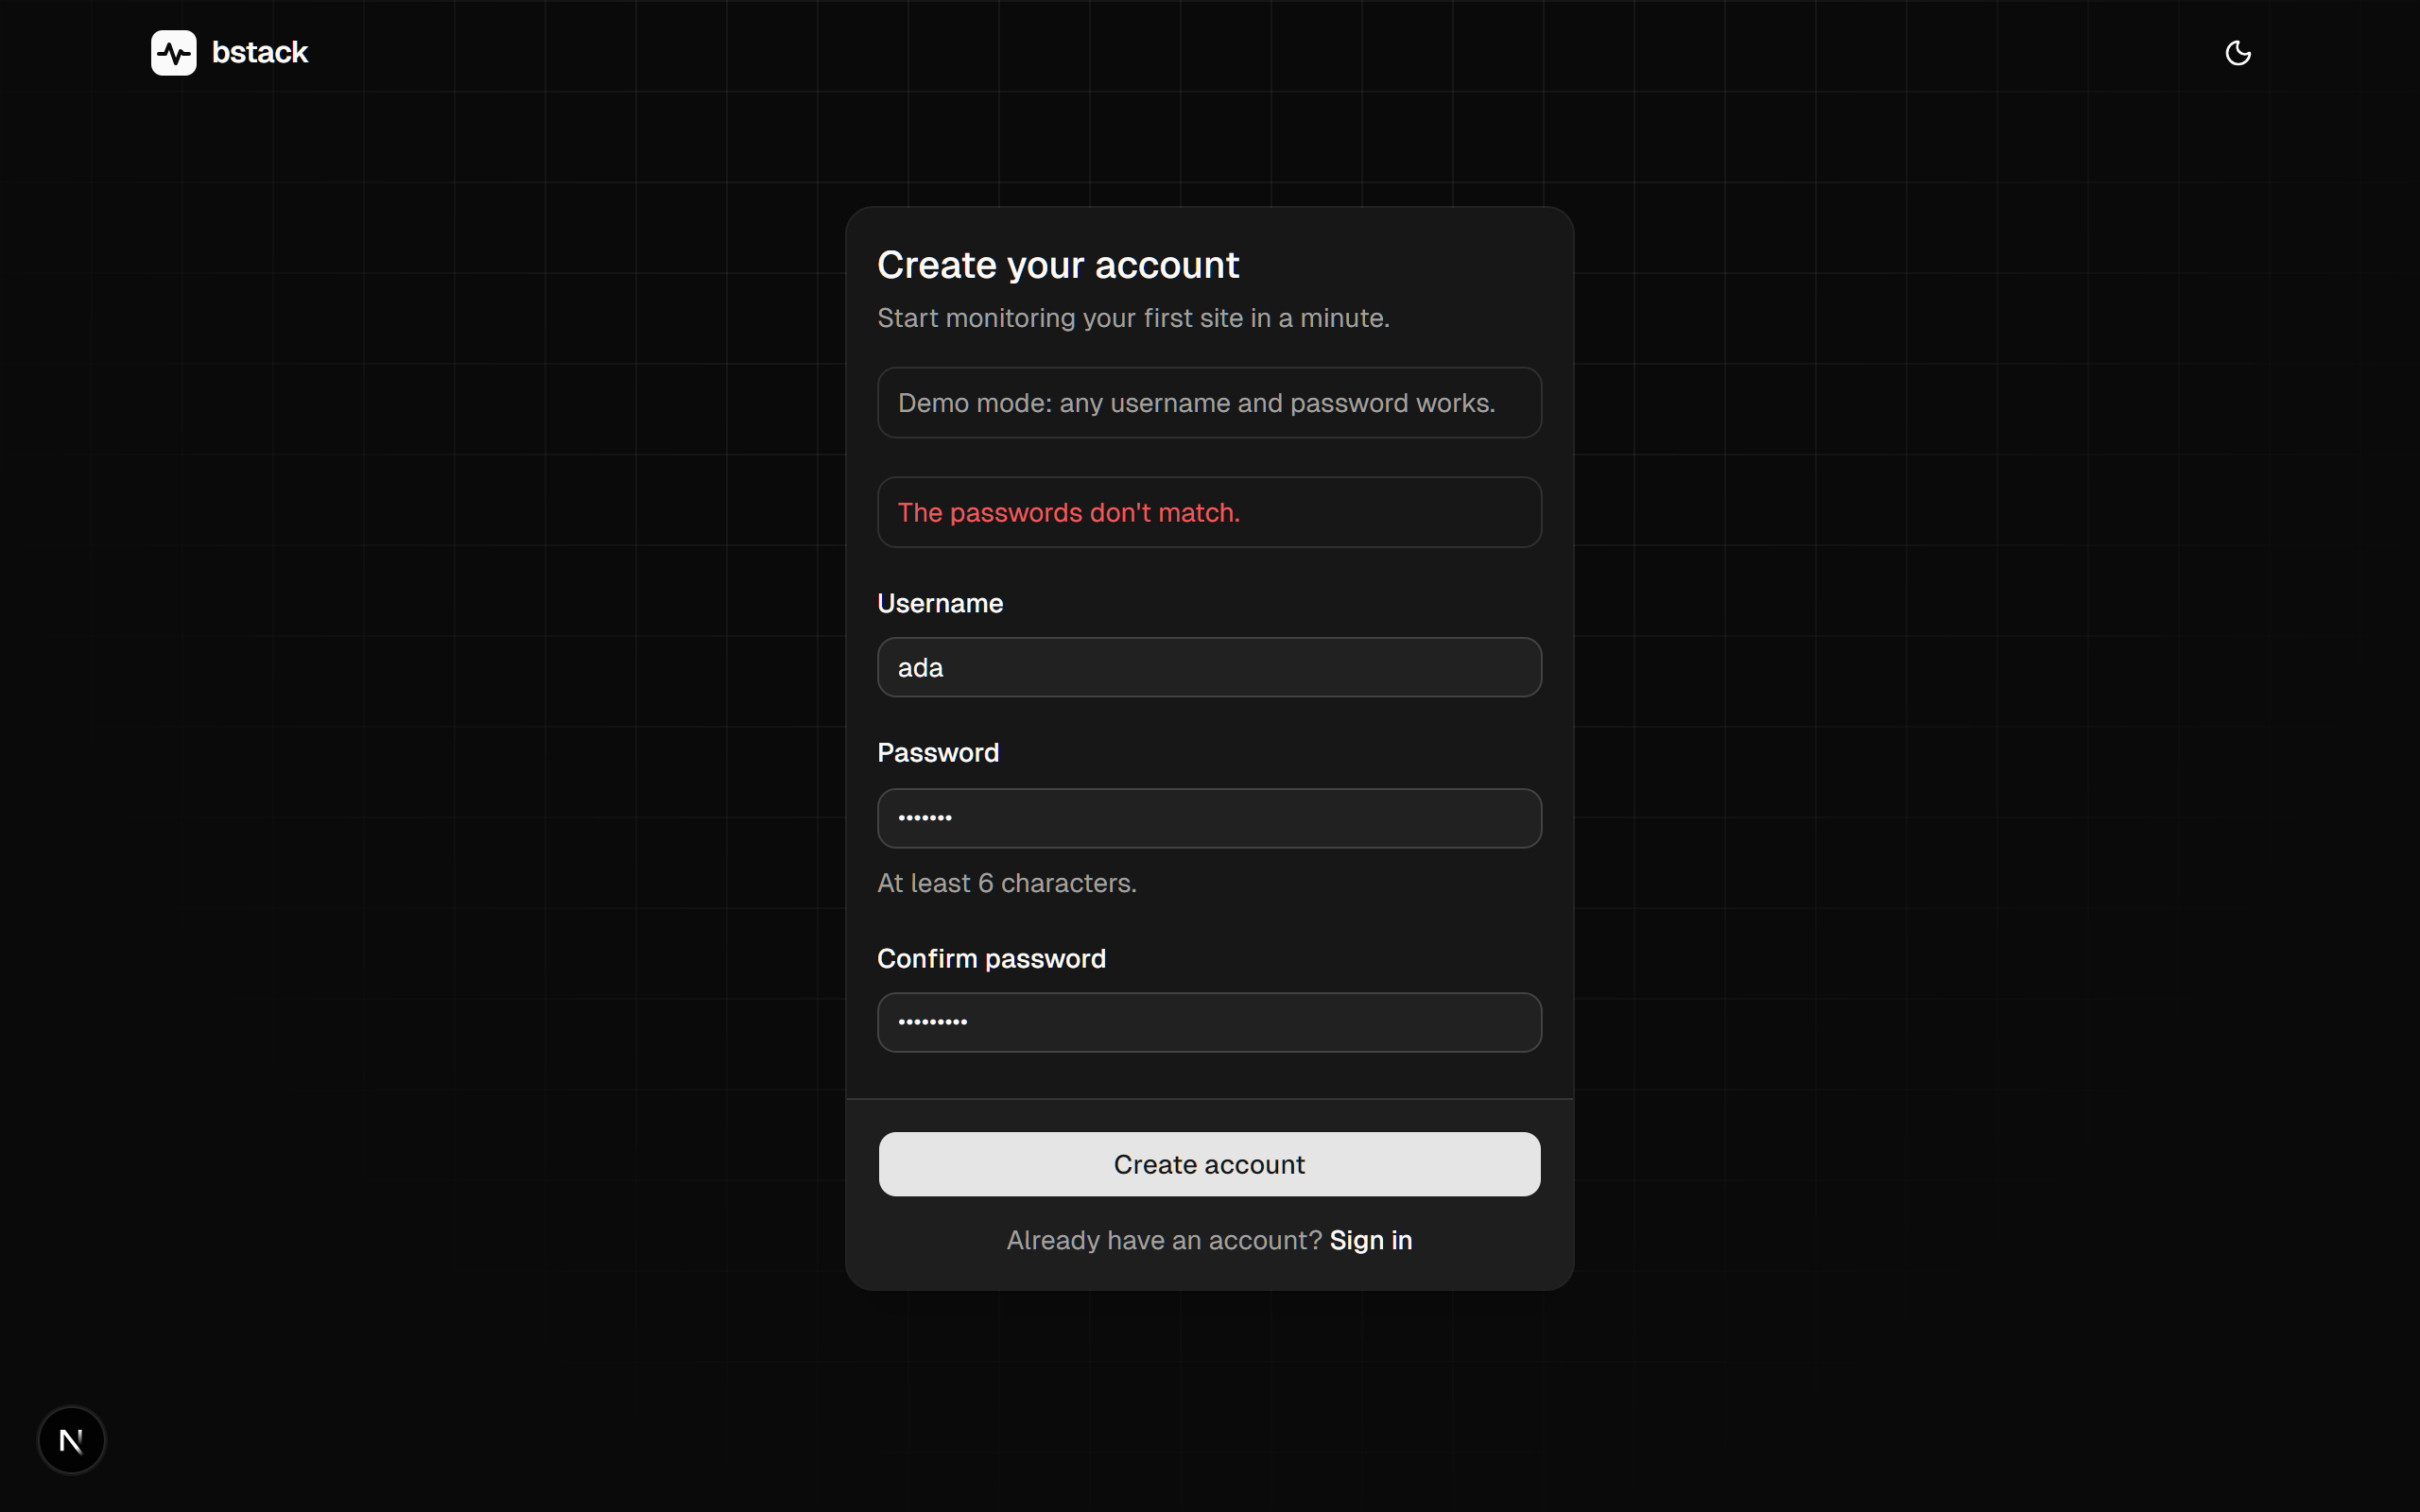 bstack
Create your account
Start monitoring your first site in a minute.
Demo mode: any username and password works.
The passwords don't match.
Username
ada
Password
•••••••
At least 6 characters.
Confirm password
•••••••••
Create account
Already have an account? Sign in
N